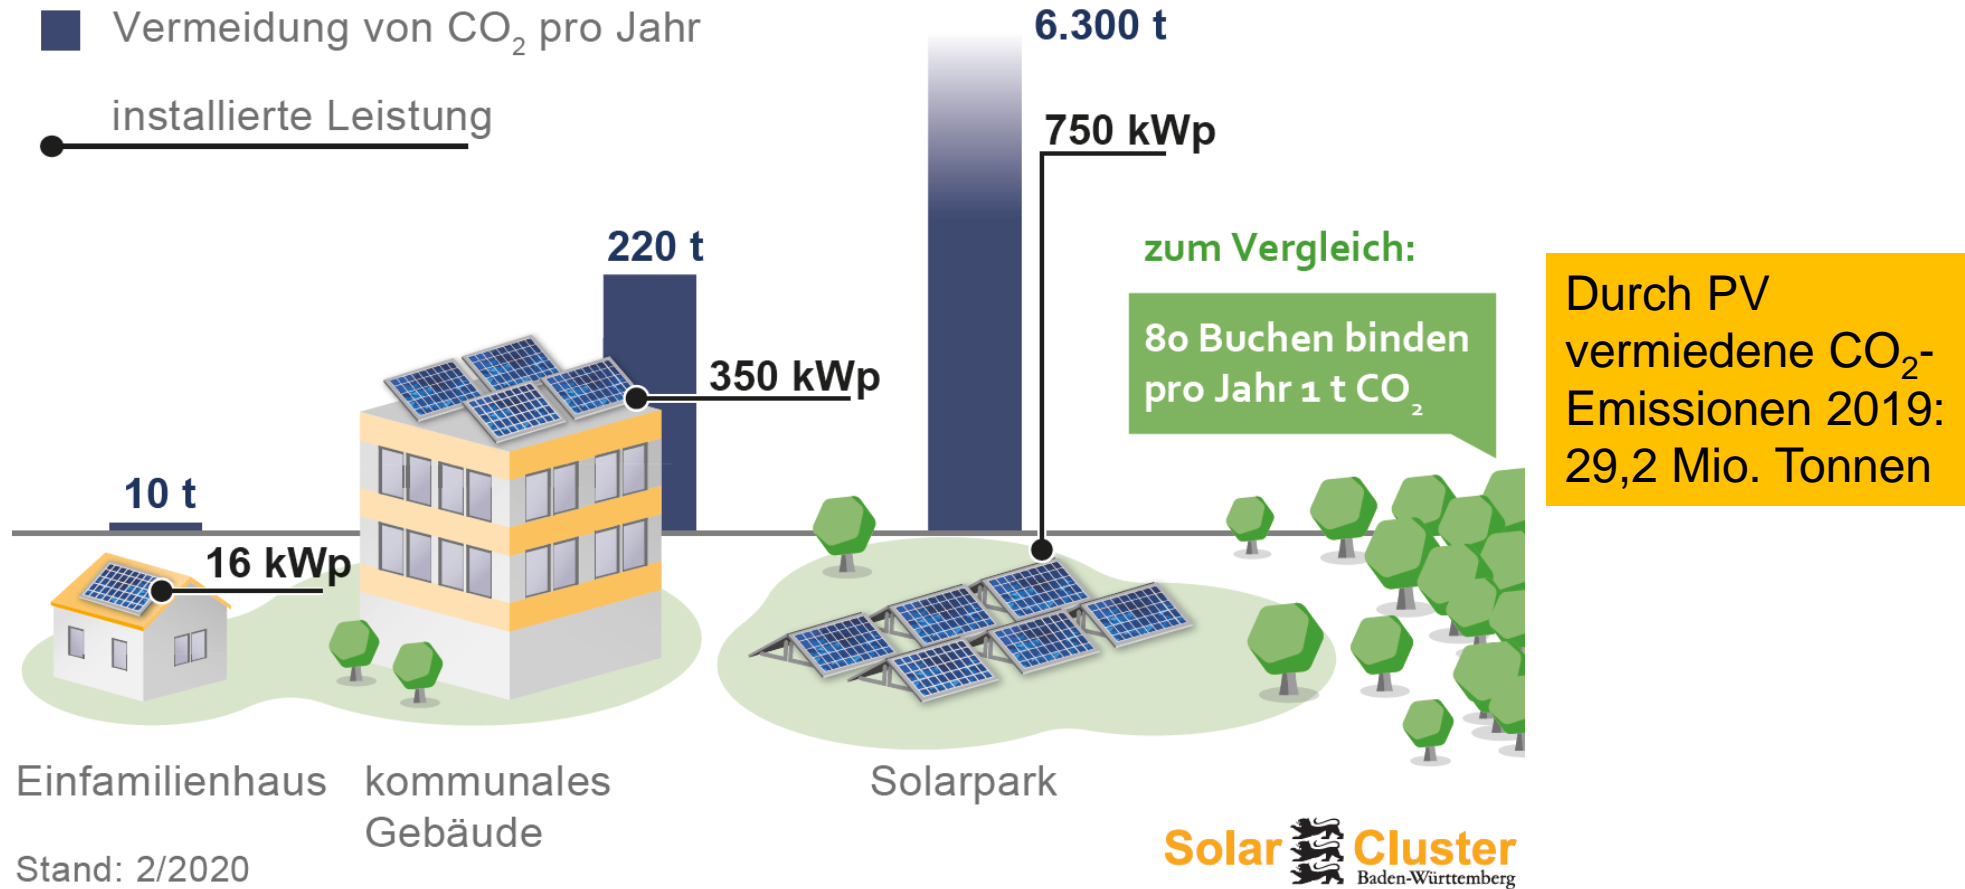 Vermeidung von CO₂ pro Jahr
installierte Leistung
6.300 t
750 kWp
220 t
350 kWp
10 t
16 kWp
zum Vergleich:
80 Buchen binden
pro Jahr 1 t CO₂
Durch PV
vermiedene CO₂-
Emissionen 2019:
29,2 Mio. Tonnen
Einfamilienhaus
kommunales
Gebäude
Solarpark
Stand: 2/2020
Solar Cluster
Baden-Württemberg